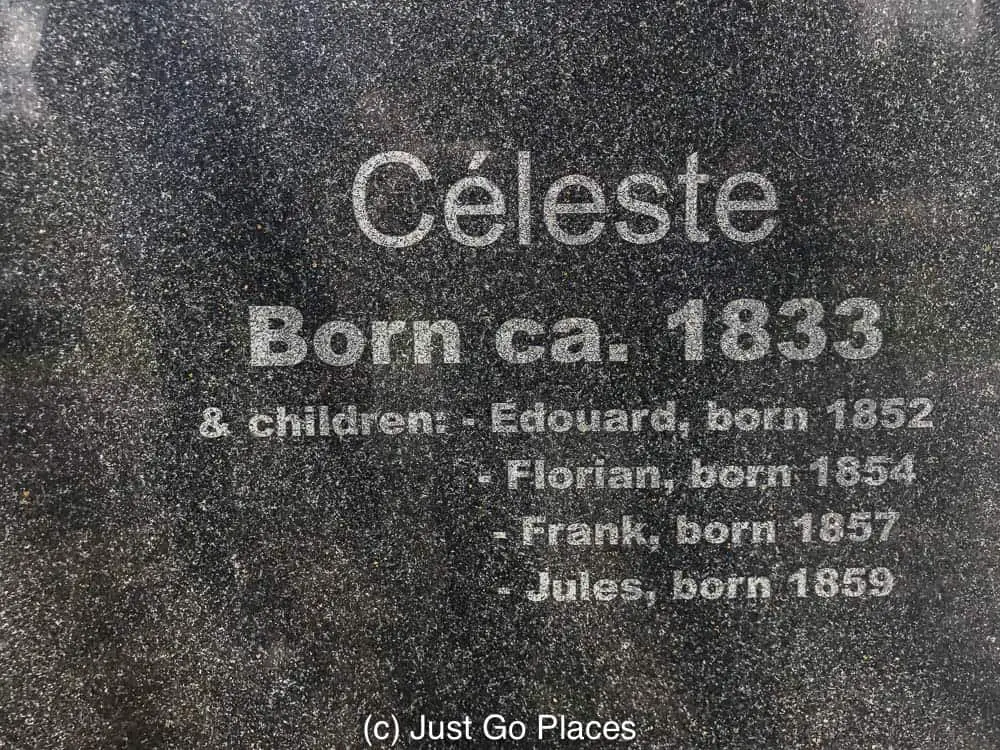 Céleste
Born ca. 1833
& children: - Edouard, born 1852
- Florian, born 1854
- Frank, born 1857
- Jules, born 1859
(c) Just Go Places